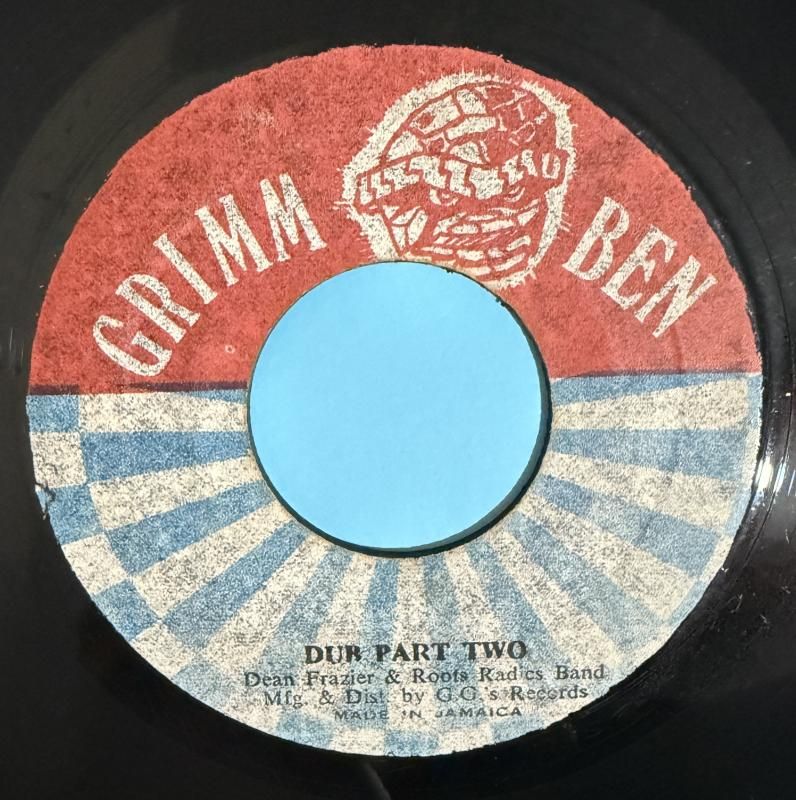 GRIMM BEN
DUB PART TWO
Dean Frazier & Roots Radics Band
Mfg. & Dist. by G.G.'s Records
MADE IN JAMAICA